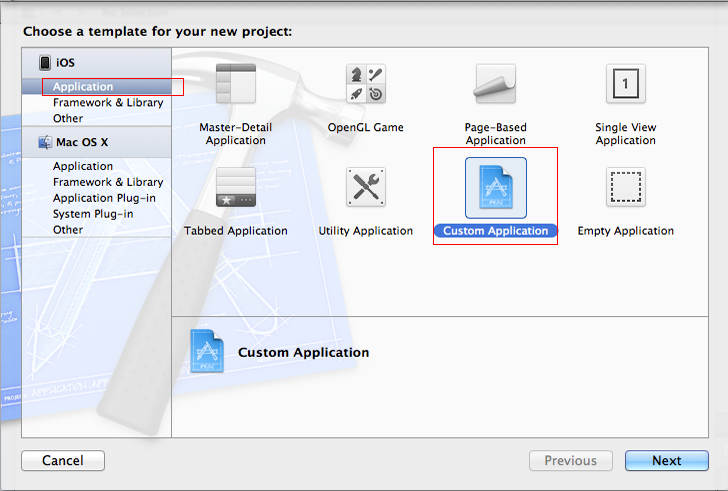 Choose a template for your new project:
iOS
Application
Framework & Library
Other
Mac OS X
Application
Framework & Library
Application Plug-in
System Plug-in
Other
Master-Detail
Application
OpenGL Game
Page-Based
Application
1
Single View
Application
Tabbed Application
Utility Application
Custom Application
Empty Application
Custom Application
Cancel
Previous
Next